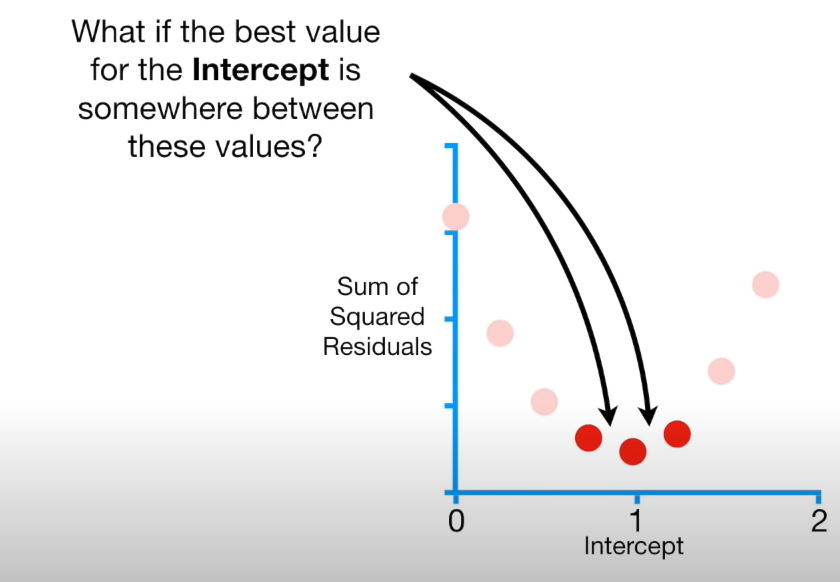 What if the best value
for the Intercept is
somewhere between
these values?
Sum of
Squared
Residuals
0
1
2
Intercept